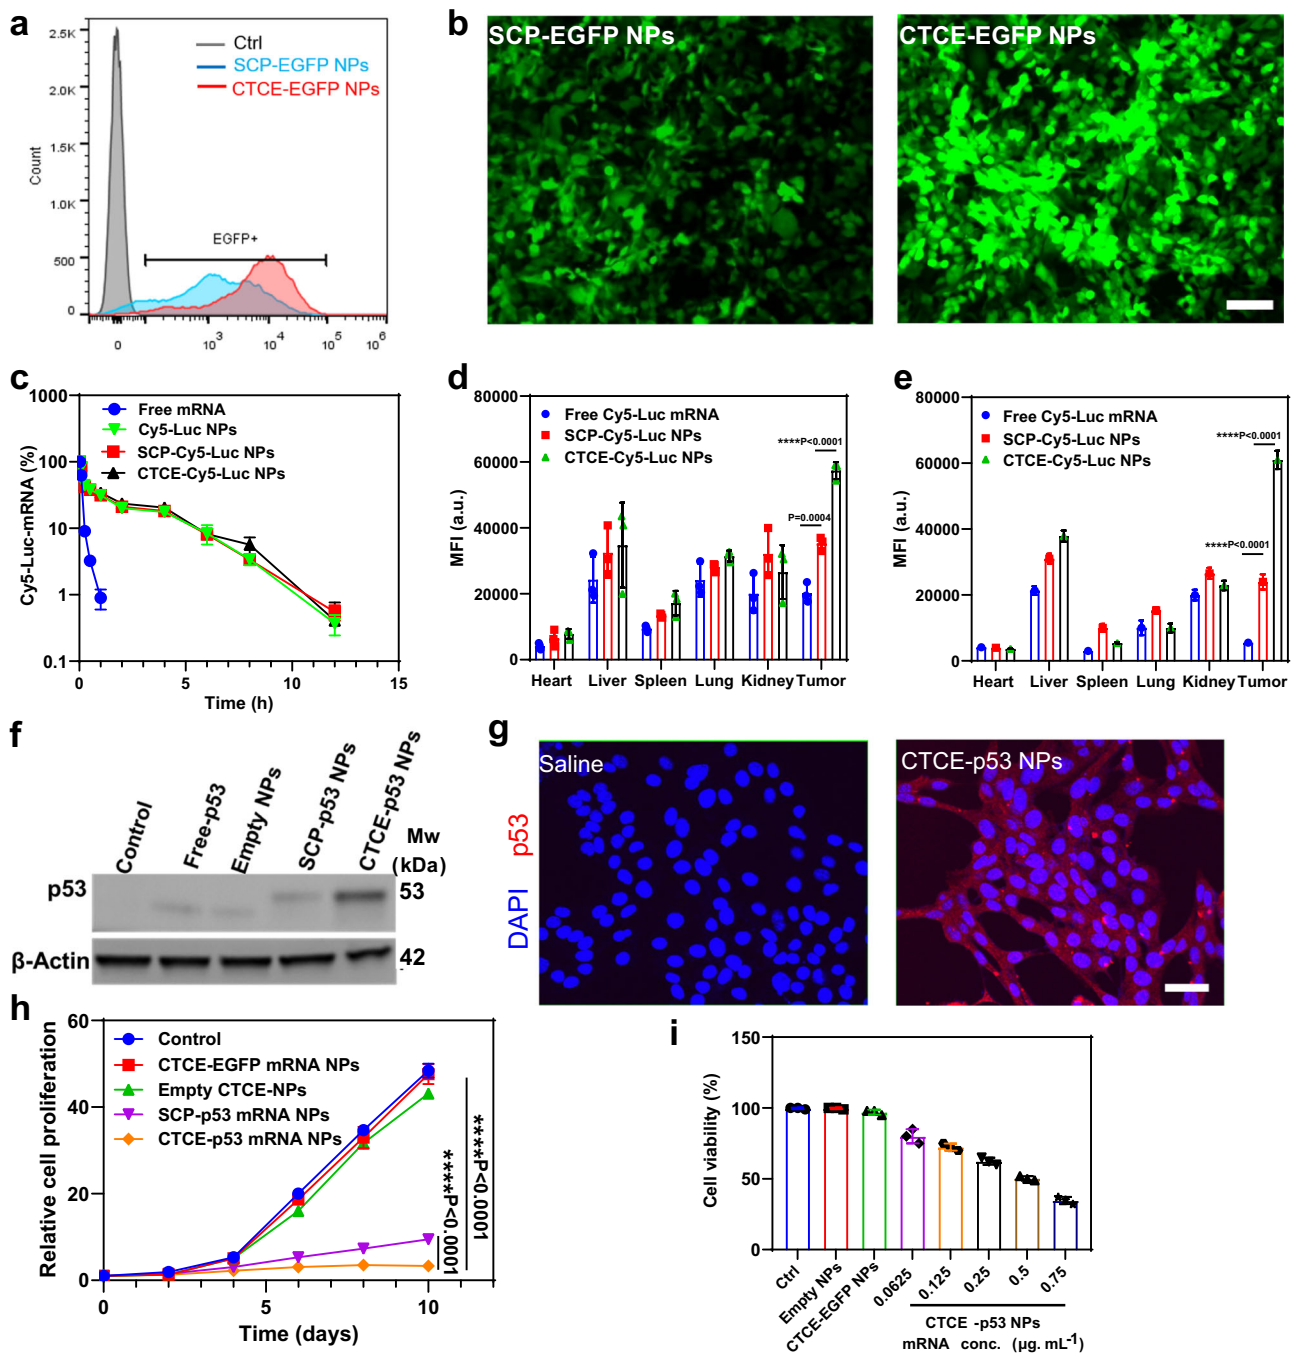 a
2.5K
2.0K
1.5K
1.0K
500
0
Count
Ctrl
SCP-EGFP NPs
CTCE-EGFP NPs
EGFP+
0
10^3
10^4
10^5
10^6
b
SCP-EGFP NPs
CTCE-EGFP NPs
c
1000
100
10
1
0.1
Cy5-Luc-mRNA (%)
Free mRNA
Cy5-Luc NPs
SCP-Cy5-Luc NPs
CTCE-Cy5-Luc NPs
0 5 10 15
Time (h)
d
80000
60000
40000
20000
0
MFI (a.u.)
Free Cy5-Luc mRNA
SCP-Cy5-Luc NPs
CTCE-Cy5-Luc NPs
****P<0.0001
P=0.0004
Heart Liver Spleen Lung Kidney Tumor
e
80000
60000
40000
20000
0
MFI (a.u.)
Free Cy5-Luc mRNA
SCP-Cy5-Luc NPs
CTCE-Cy5-Luc NPs
****P<0.0001
****P<0.0001
Heart Liver Spleen Lung Kidney Tumor
f
Control
Free-p53
Empty NPs
SCP-p53 NPs
CTCE-p53 NPs
Mw
(kDa)
p53
53
β-Actin
42
g
DAPI p53
Saline
CTCE-p53 NPs
h
60
40
20
0
Relative cell proliferation
Control
CTCE-EGFP mRNA NPs
Empty CTCE-NPs
SCP-p53 mRNA NPs
CTCE-p53 mRNA NPs
****P<0.0001
****P<0.0001
0 5 10
Time (days)
i
150
100
50
0
Cell viability (%)
Ctrl
Empty NPs
CTCE-EGFP NPs
0.0625
0.125
0.25
0.5
0.75
CTCE -p53 NPs
mRNA conc. (μg. mL^-1)